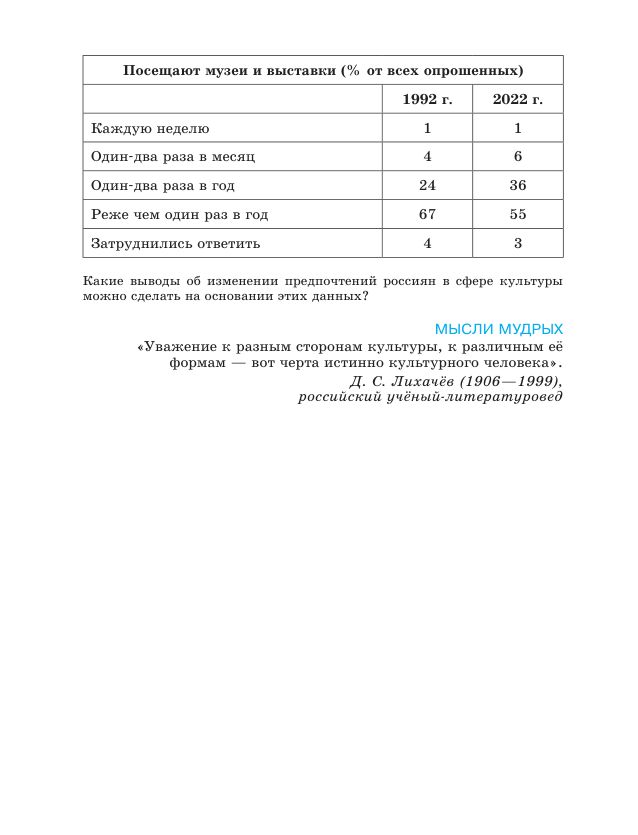 Посещают музеи и выставки (% от всех опрошенных)
1992 г. 2022 г.
Каждую неделю 1 1
Один-два раза в месяц 4 6
Один-два раза в год 24 36
Реже чем один раз в год 67 55
Затруднились ответить 4 3
Какие выводы об изменении предпочтений россиян в сфере культуры
можно сделать на основании этих данных?
МЫСЛИ МУДРЫХ
«Уважение к разным сторонам культуры, к различным её
формам — вот черта истинно культурного человека».
Д. С. Лихачёв (1906—1999),
российский учёный-литературовед